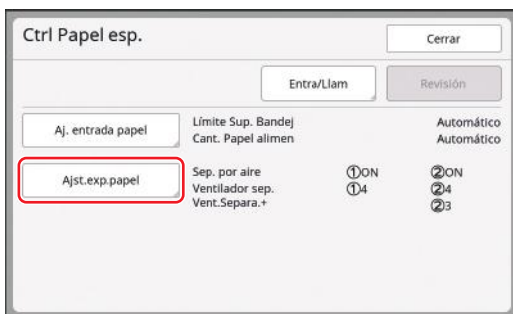 Ctrl Papel esp.
Cerrar
Entra/Llam
Revisión
Aj. entrada papel
Límite Sup. Bandej Automático
Cant. Papel alimen Automático
Ajst.exp.papel
Sep. por aire ①ON ②ON
Ventilador sep. ①4 ②4
Vent.Separa.+ ②3